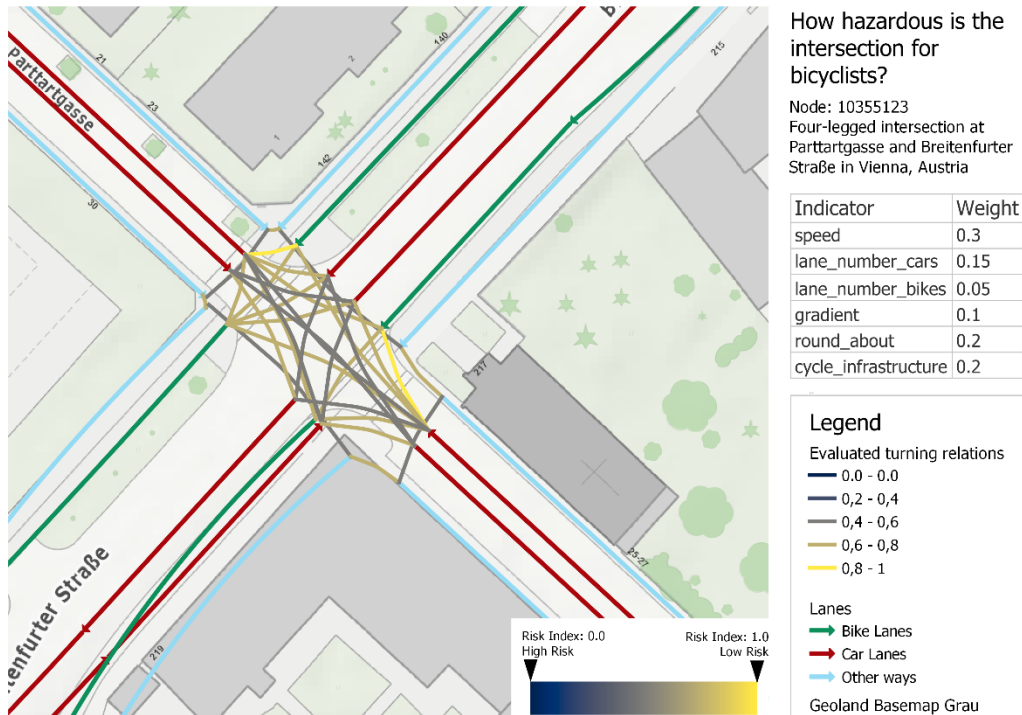 Parttartgasse
21
23
30
140
2
1
142
215
217
25-27
219
tenfurter Straße
B
Risk Index: 0.0
High Risk
Risk Index: 1.0
Low Risk
How hazardous is the
intersection for
bicyclists?
Node: 10355123
Four-legged intersection at
Parttartgasse and Breitenfurter
Straße in Vienna, Austria
Indicator Weight
speed 0.3
lane_number_cars 0.15
lane_number_bikes 0.05
gradient 0.1
round_about 0.2
cycle_infrastructure 0.2
Legend
Evaluated turning relations
0.0 - 0.0
0,2 - 0,4
0,4 - 0,6
0,6 - 0,8
0,8 - 1
Lanes
Bike Lanes
Car Lanes
Other ways
Geoland Basemap Grau